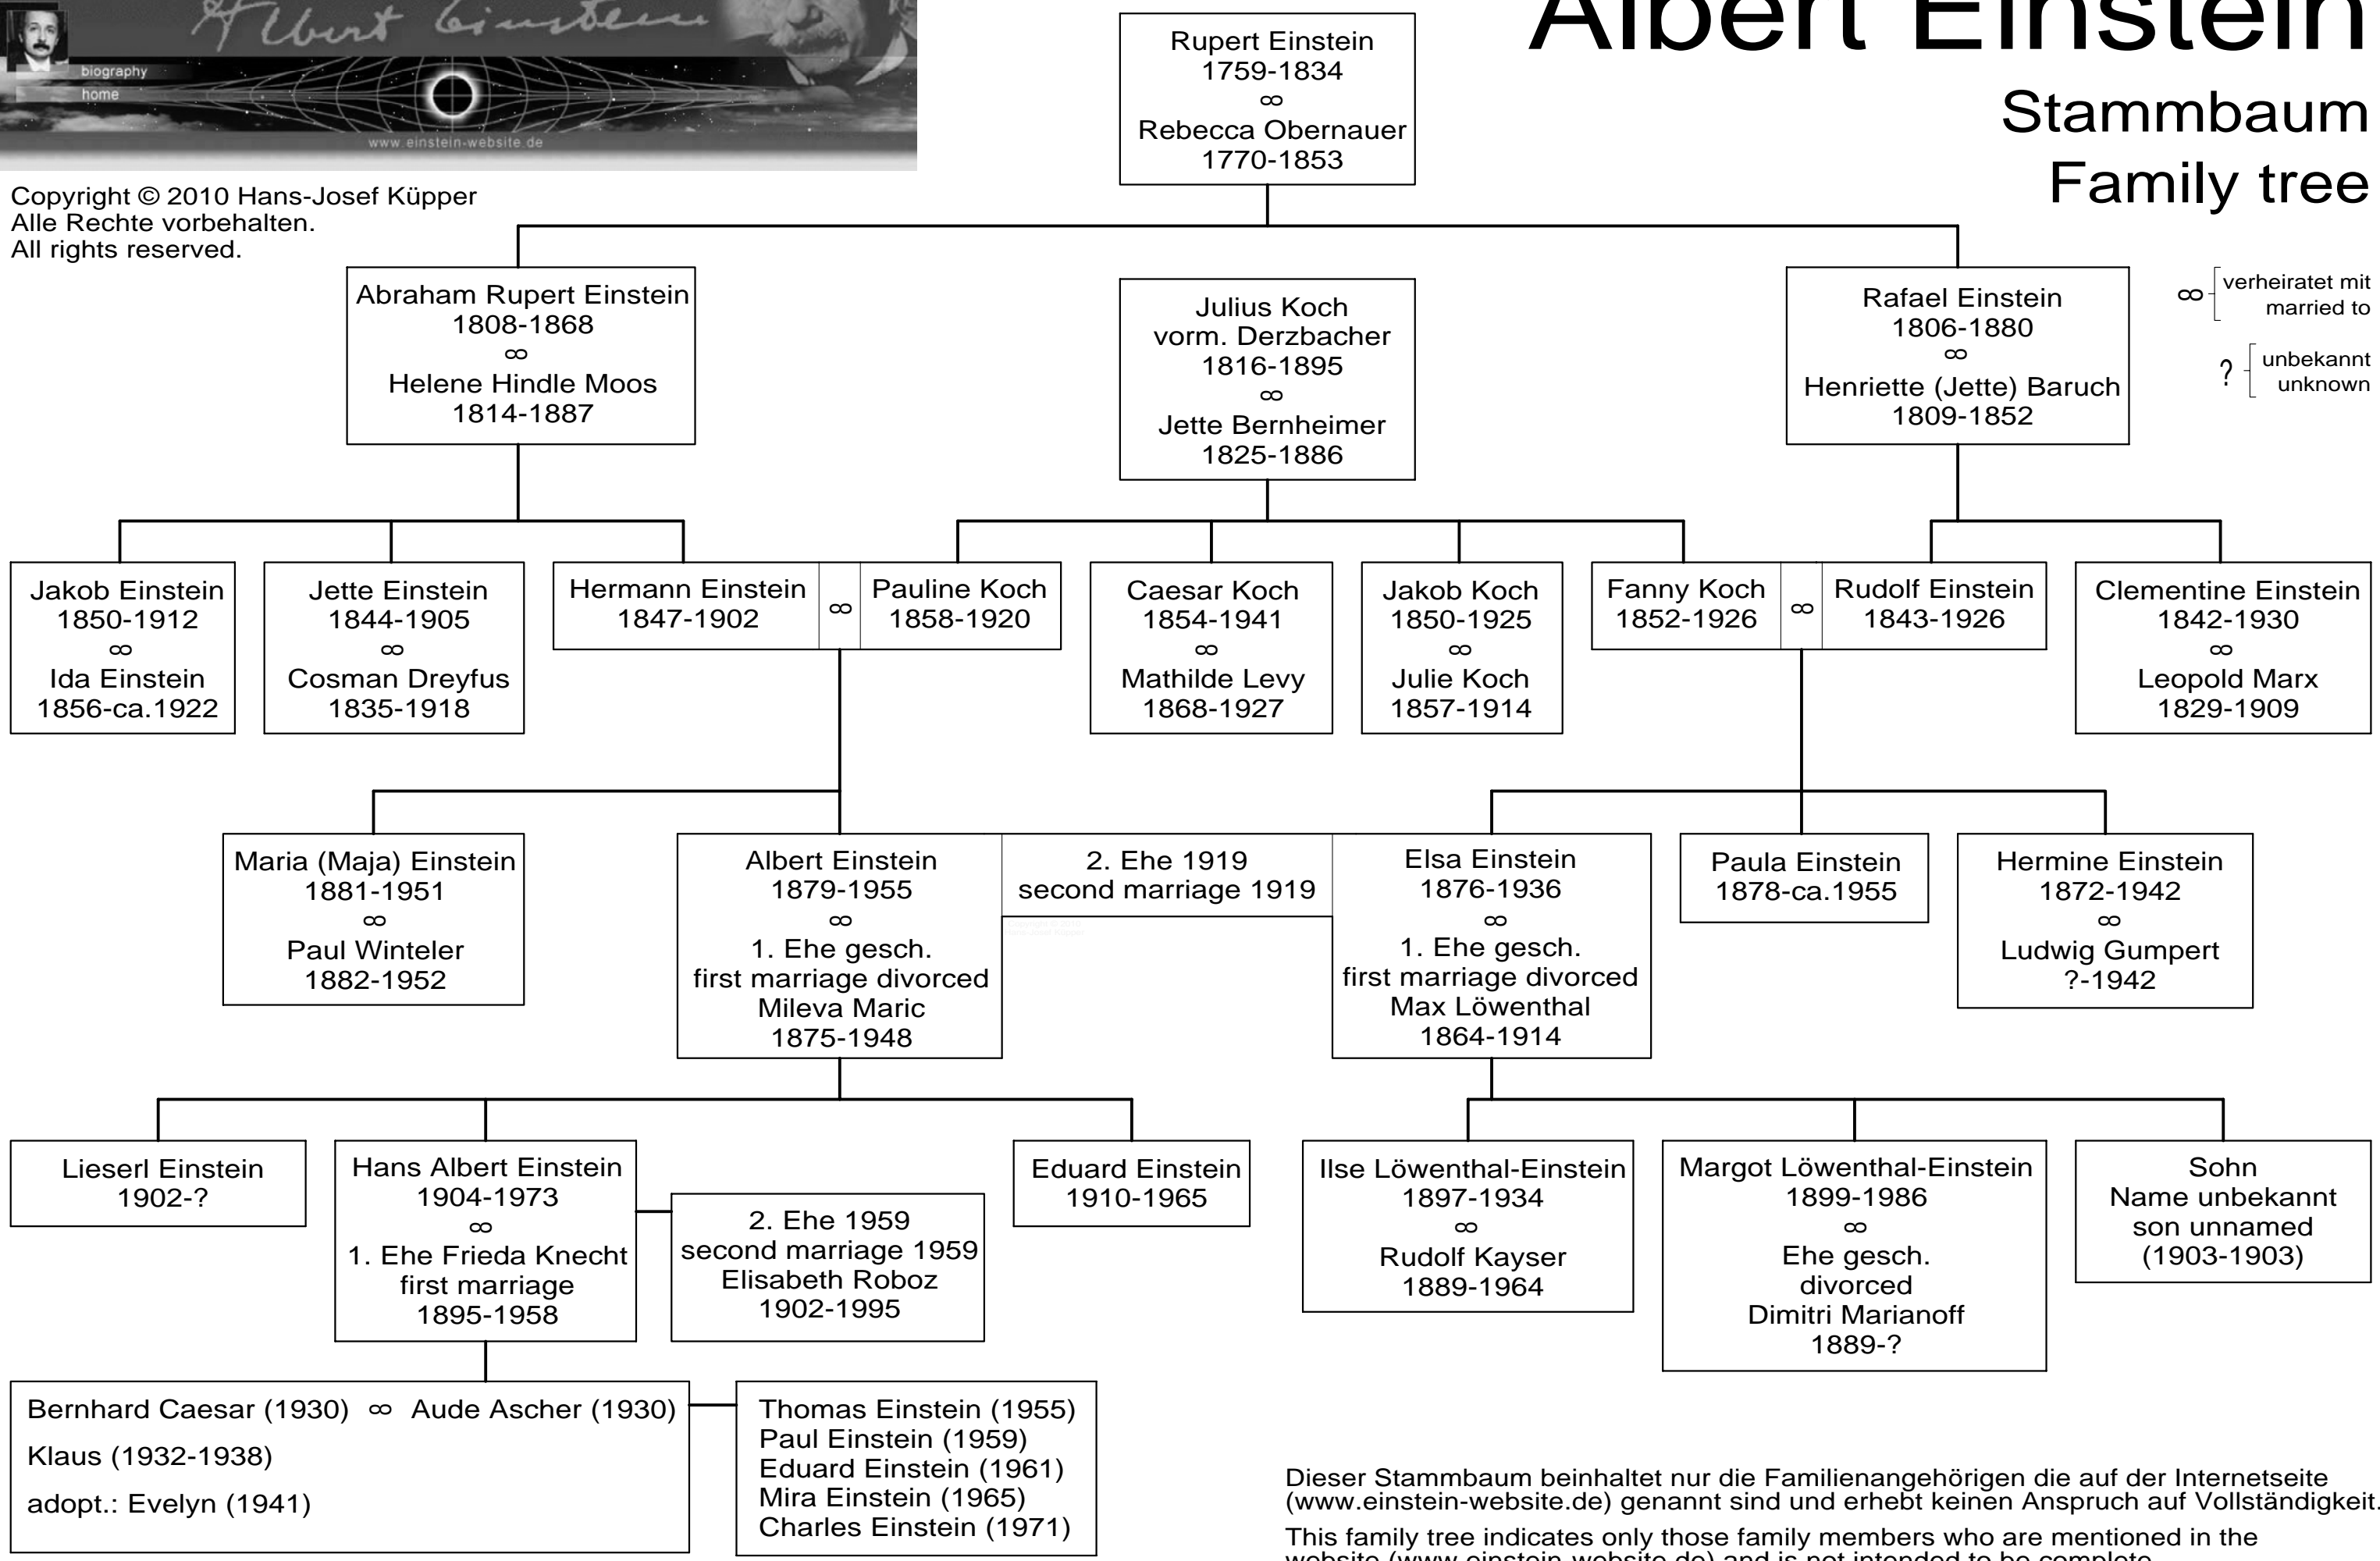 Albert Einstein
biography
home
www.einstein-website.de
Albert Einstein
Stammbaum
Family tree
Copyright © 2010 Hans-Josef Küpper
Alle Rechte vorbehalten.
All rights reserved.
Rupert Einstein
1759-1834
∞
Rebecca Obernauer
1770-1853
Abraham Rupert Einstein
1808-1868
∞
Helene Hindle Moos
1814-1887
Julius Koch
vorm. Derzbacher
1816-1895
∞
Jette Bernheimer
1825-1886
Rafael Einstein
1806-1880
∞
Henriette (Jette) Baruch
1809-1852
∞ verheiratet mit
married to
? unbekannt
unknown
Jakob Einstein
1850-1912
∞
Ida Einstein
1856-ca.1922
Jette Einstein
1844-1905
∞
Cosman Dreyfus
1835-1918
Hermann Einstein
1847-1902
∞
Pauline Koch
1858-1920
Caesar Koch
1854-1941
∞
Mathilde Levy
1868-1927
Jakob Koch
1850-1925
∞
Julie Koch
1857-1914
Fanny Koch
1852-1926
∞
Rudolf Einstein
1843-1926
Clementine Einstein
1842-1930
∞
Leopold Marx
1829-1909
Maria (Maja) Einstein
1881-1951
∞
Paul Winteler
1882-1952
Albert Einstein
1879-1955
∞
1. Ehe gesch.
first marriage divorced
Mileva Maric
1875-1948
2. Ehe 1919
second marriage 1919
Elsa Einstein
1876-1936
∞
1. Ehe gesch.
first marriage divorced
Max Löwenthal
1864-1914
Paula Einstein
1878-ca.1955
Hermine Einstein
1872-1942
∞
Ludwig Gumpert
?-1942
Lieserl Einstein
1902-?
Hans Albert Einstein
1904-1973
∞
1. Ehe Frieda Knecht
first marriage
1895-1958
2. Ehe 1959
second marriage 1959
Elisabeth Roboz
1902-1995
Eduard Einstein
1910-1965
Ilse Löwenthal-Einstein
1897-1934
∞
Rudolf Kayser
1889-1964
Margot Löwenthal-Einstein
1899-1986
∞
Ehe gesch.
divorced
Dimitri Marianoff
1889-?
Sohn
Name unbekannt
son unnamed
(1903-1903)
Bernhard Caesar (1930) ∞ Aude Ascher (1930)
Klaus (1932-1938)
adopt.: Evelyn (1941)
Thomas Einstein (1955)
Paul Einstein (1959)
Eduard Einstein (1961)
Mira Einstein (1965)
Charles Einstein (1971)
Dieser Stammbaum beinhaltet nur die Familienangehörigen die auf der Internetseite
(www.einstein-website.de) genannt sind und erhebt keinen Anspruch auf Vollständigkeit.
This family tree indicates only those family members who are mentioned in the
website (www.einstein-website.de) and is not intended to be complete